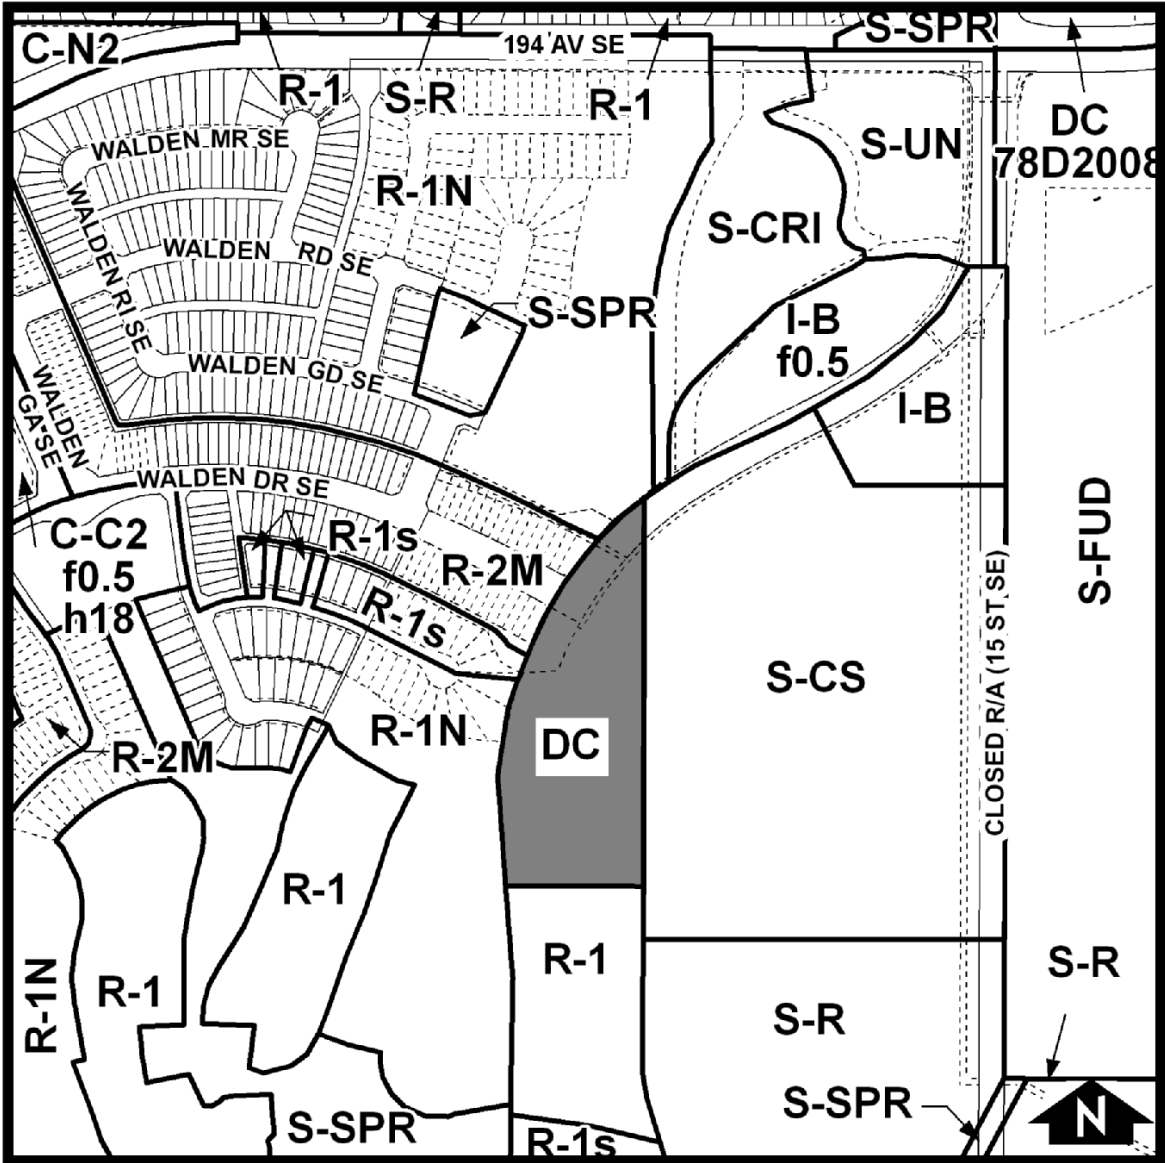 S-SPR
194 AV SE
C-N2
R-1
S-R
R-1
DC
78D2008
S-UN
WALDEN MR SE
R-1N
S-CRI
WALDEN RD SE
WALDEN RI SE
S-SPR
I-B
f0.5
WALDEN GD SE
I-B
WALDEN
GA SE
WALDEN DR SE
S-FUD
C-C2
f0.5
h18
R-1s
R-2M
R-1s
CLOSED R/A (15 ST SE)
S-CS
R-1N
DC
R-2M
R-1
R-1
S-R
R-1N
R-1
S-R
S-SPR
S-SPR
R-1s
N